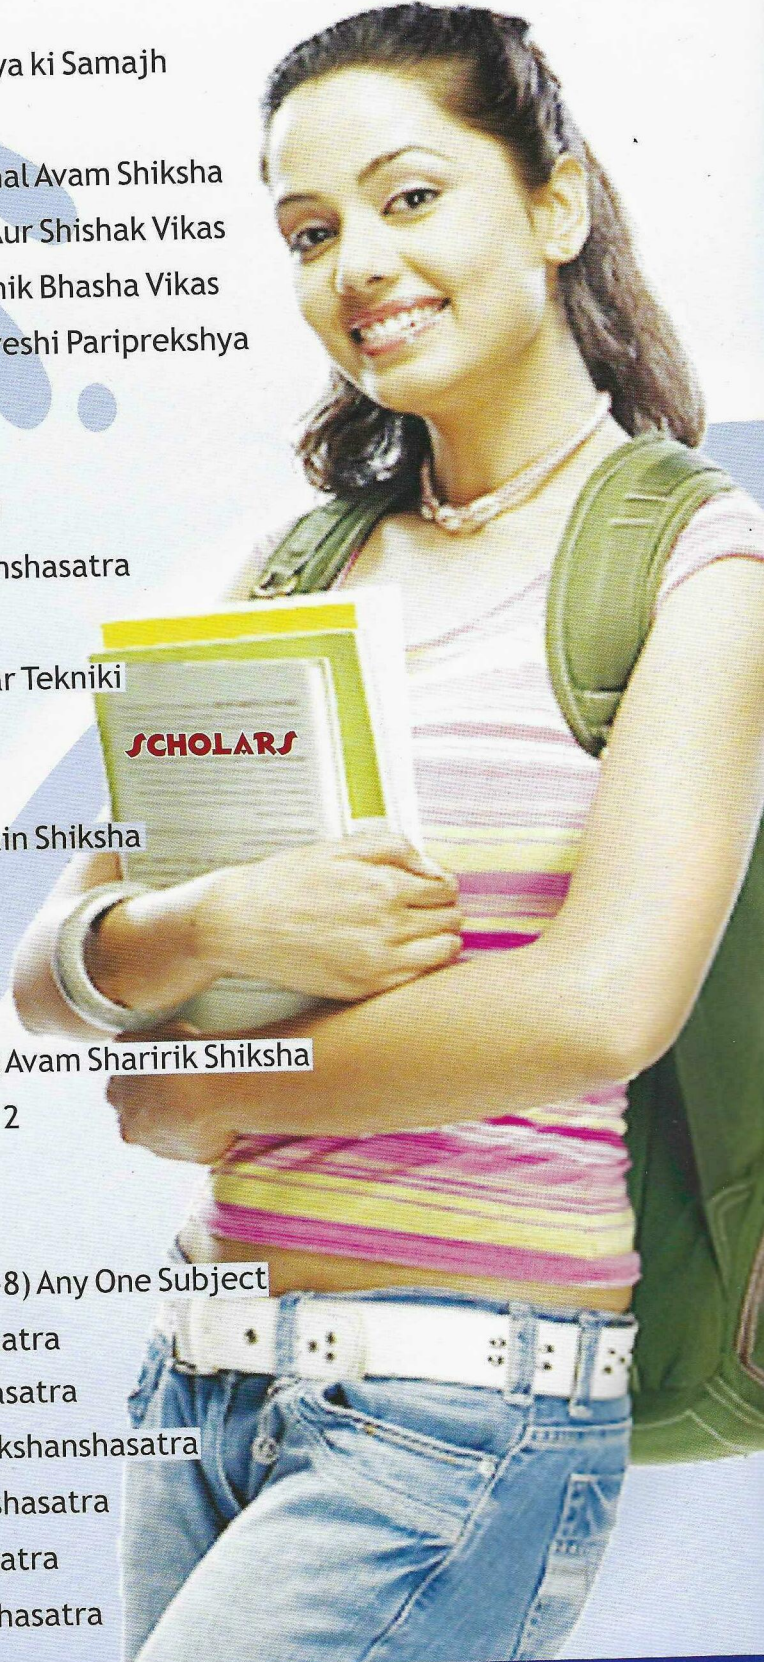 ya ki Samajh
al Avam Shiksha
ur Shishak Vikas
ik Bhasha Vikas
eshi Pariprekshya
nshasatra
r Tekniki
SCHOLARS
in Shiksha
Avam Sharirik Shiksha
2
8) Any One Subject
atra
asatra
kshanshasatra
hasatra
atra
hasatra